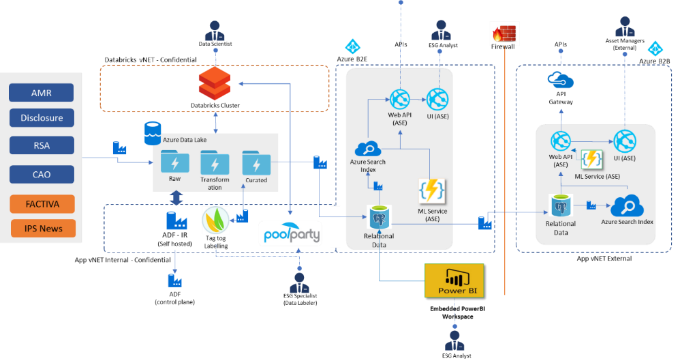 Data Scientist
Databricks vNET - Confidential
Databricks Cluster
Azure B2E
APIs
ESG Analyst
Firewall
APIs
Asset Managers
(External)
Azure B2B
AMR
Disclosure
RSA
CAO
FACTIVA
IPS News
Azure Data Lake
Raw
Transform
ation
Curated
Web API
(ASE)
UI (ASE)
Azure Search
Index
ML Service
(ASE)
Relational
Data
API
Gateway
Web API
(ASE)
UI (ASE)
ML Service (ASE)
Relational
Data
Azure Search Index
ADF - IR
(Self hosted)
Tag tog
Labelling
poolparty
App vNET Internal - Confidential
App vNET External
ADF
(control plane)
ESG Specialist
(Data Labeler)
Power BI
Embedded PowerBI
Workspace
ESG Analyst